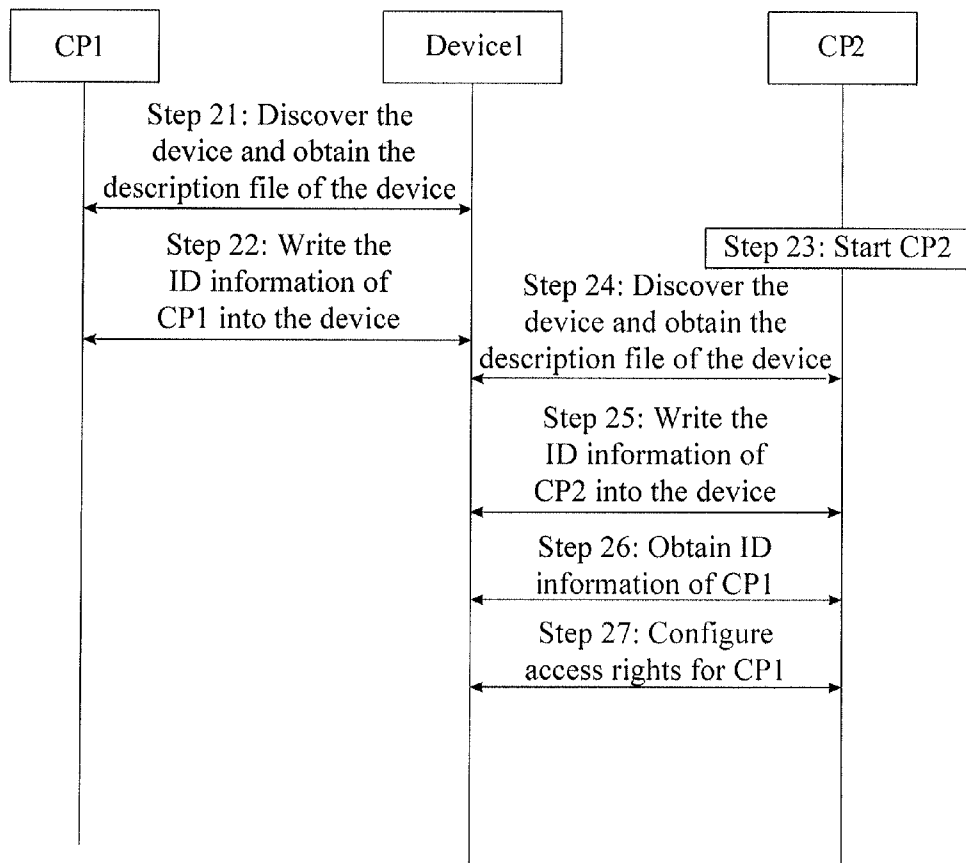 CP1
Device1
CP2
Step 21: Discover the
device and obtain the
description file of the device
Step 22: Write the
ID information of
CP1 into the device
Step 23: Start CP2
Step 24: Discover the
device and obtain the
description file of the device
Step 25: Write the
ID information of
CP2 into the device
Step 26: Obtain ID
information of CP1
Step 27: Configure
access rights for CP1